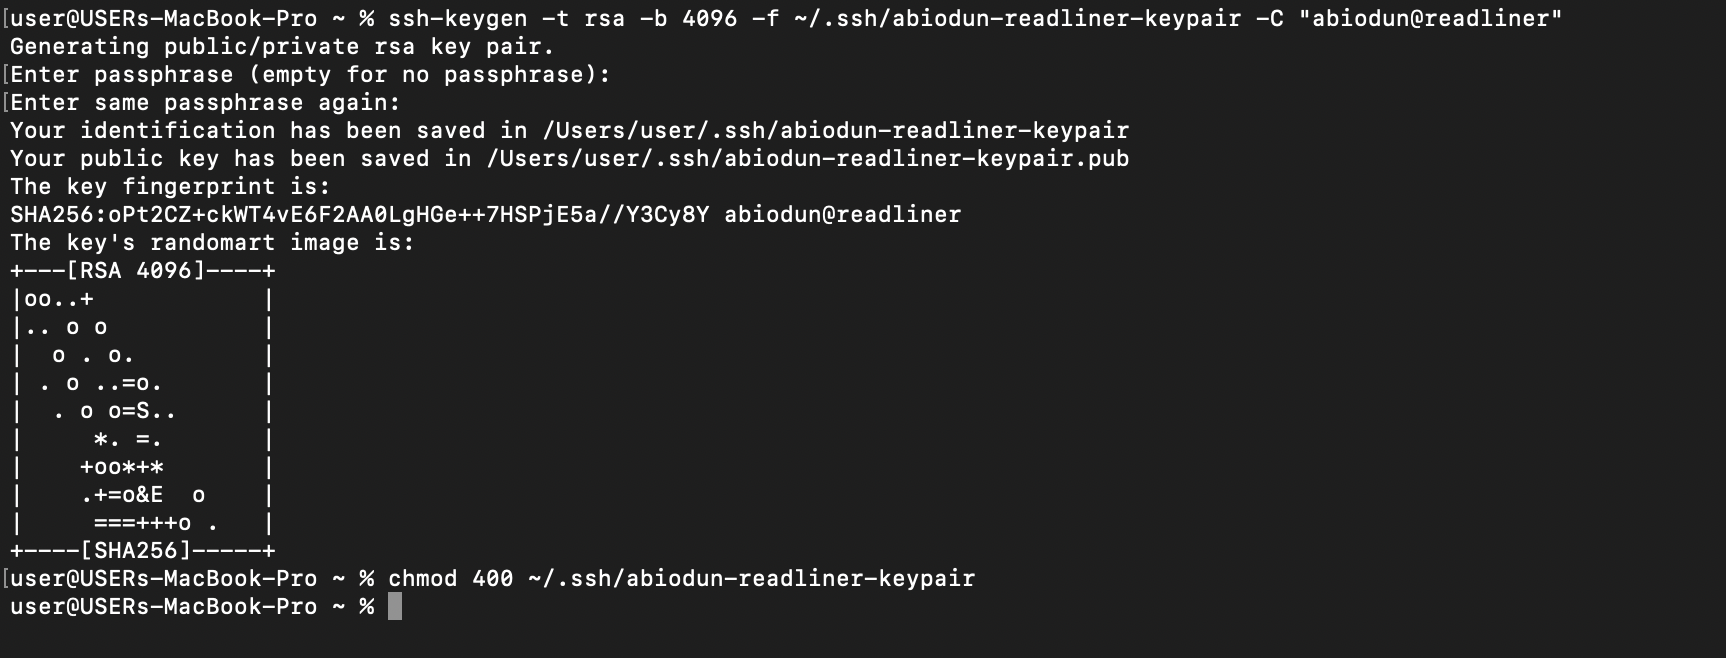 [user@USERs-MacBook-Pro ~ % ssh-keygen -t rsa -b 4096 -f ~/.ssh/abiodun-readliner-keypair -C "abiodun@readliner"
Generating public/private rsa key pair.
[Enter passphrase (empty for no passphrase):
[Enter same passphrase again:
Your identification has been saved in /Users/user/.ssh/abiodun-readliner-keypair
Your public key has been saved in /Users/user/.ssh/abiodun-readliner-keypair.pub
The key fingerprint is:
SHA256:oPt2CZ+ckWT4vE6F2AA0LgHGe++7HSPjE5a//Y3Cy8Y abiodun@readliner
The key's randomart image is:
+---[RSA 4096]----+
|oo..+            |
|.. o o           |
|  o . o.         |
| . o ..=o.       |
|  . o o=S..      |
|     *. =.       |
|    +oo*+*       |
|    .+=o&E  o    |
|     ===+++o .   |
+----[SHA256]-----+
[user@USERs-MacBook-Pro ~ % chmod 400 ~/.ssh/abiodun-readliner-keypair
user@USERs-MacBook-Pro ~ %